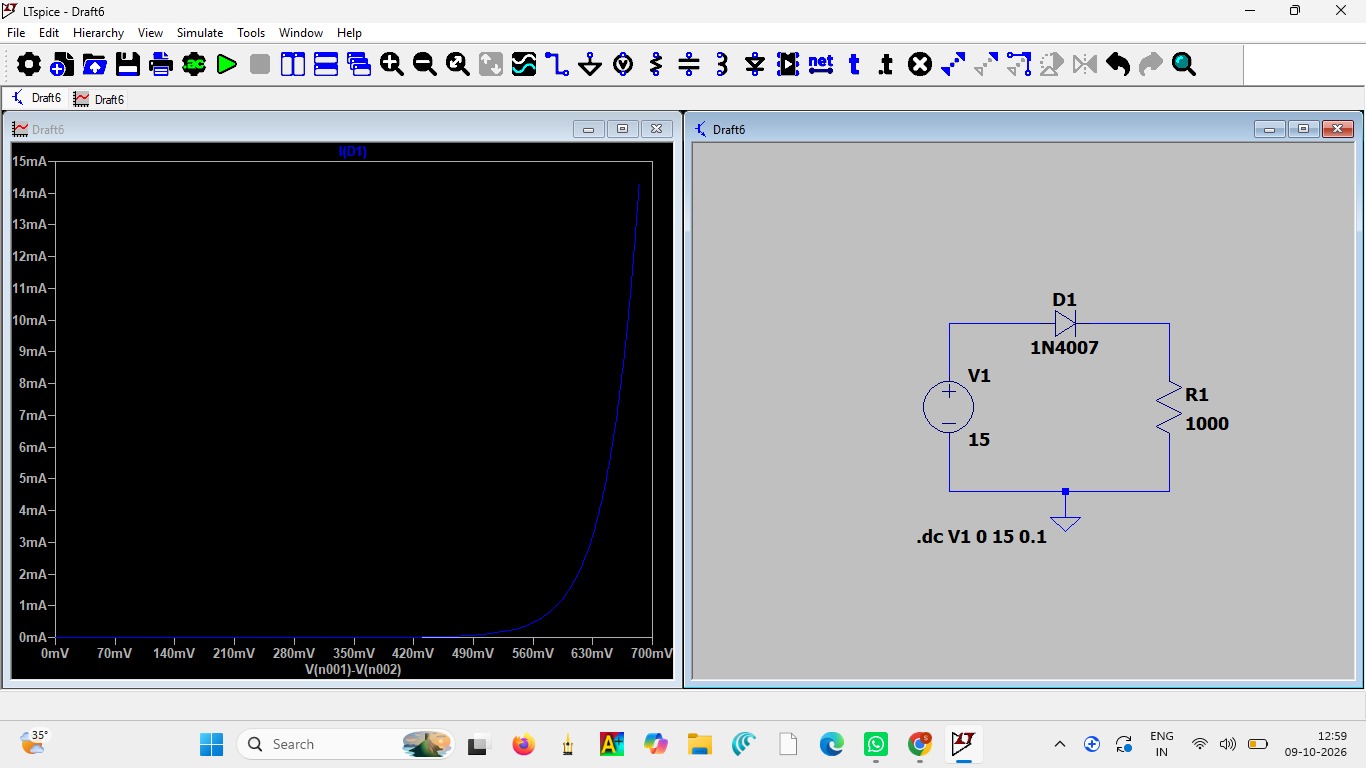 LTspice - Draft6
File Edit Hierarchy View Simulate Tools Window Help
ac net t .t
Draft6 Draft6
Draft6
I(D1)
15mA
14mA
13mA
12mA
11mA
10mA
9mA
8mA
7mA
6mA
5mA
4mA
3mA
2mA
1mA
0mA
0mV 70mV 140mV 210mV 280mV 350mV 420mV 490mV 560mV 630mV 700mV
V(n001)-V(n002)
Draft6
D1
1N4007
V1
15
R1
1000
.dc V1 0 15 0.1
35°
Search
ENG
IN
12:59
09-10-2026